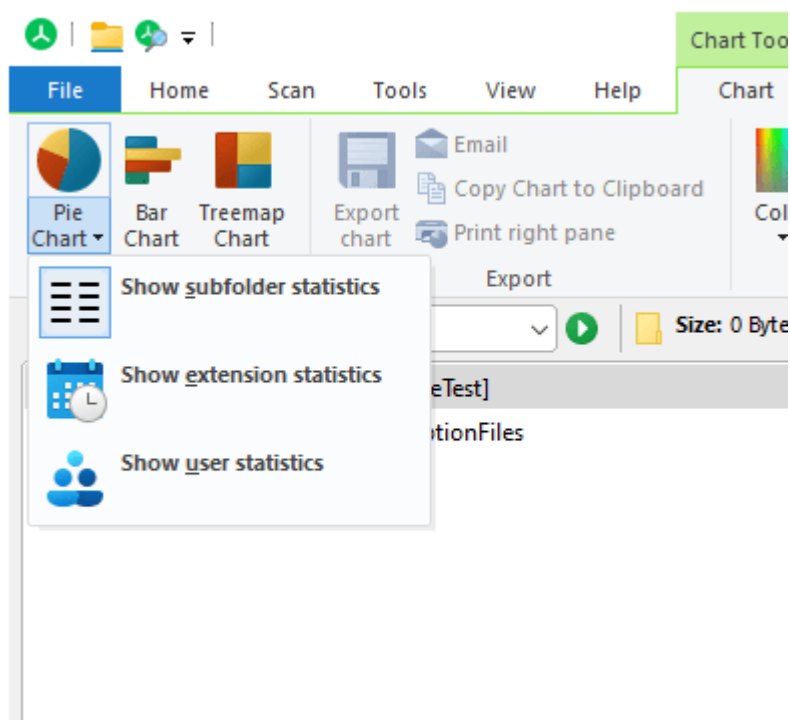 Chart Too
File Home Scan Tools View Help Chart
Pie Chart
Bar Chart
Treemap Chart
Export chart
Email
Copy Chart to Clipboard
Print right pane
Export
Col
Show subfolder statistics
Show extension statistics
Show user statistics
Size: 0 Byte
eTest]
tionFiles